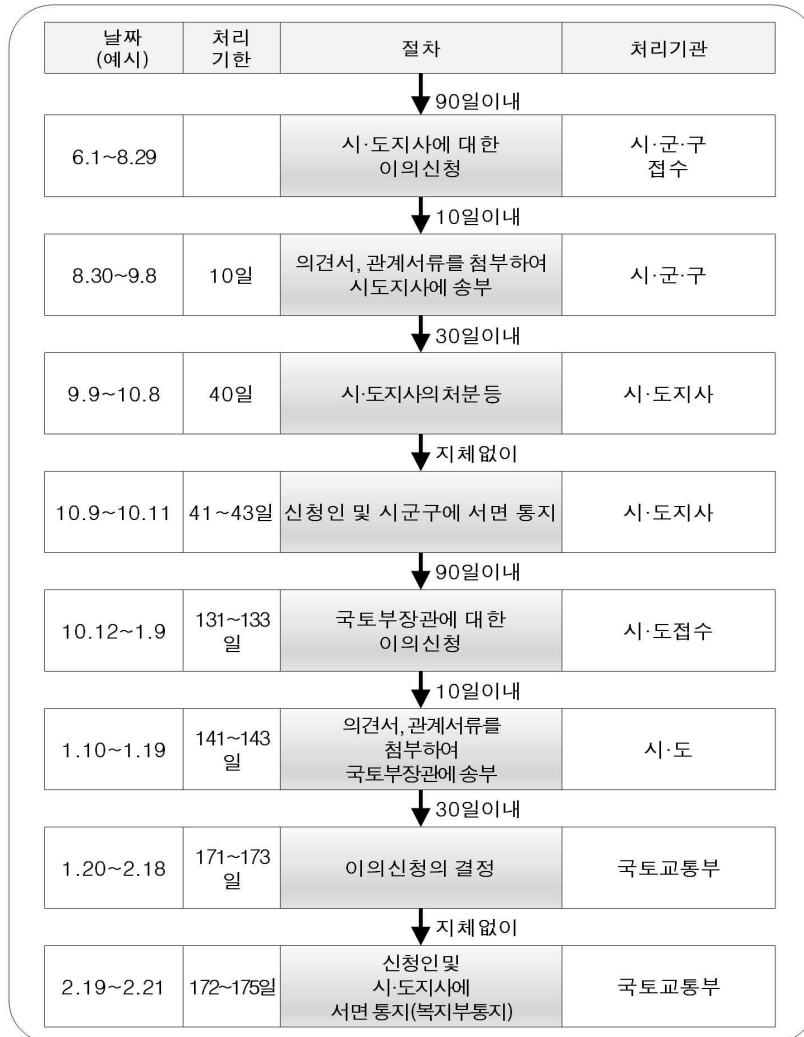 날짜
(예시)
처리
기한
절차
처리기관
90일이내
6.1~8.29
시·도지사에 대한
이의신청
시·군·구
접수
10일이내
8.30~9.8
10일
의견서, 관계서류를 첨부하여
시도지사에 송부
시·군·구
30일이내
9.9~10.8
40일
시·도지사의처분등
시·도지사
지체없이
10.9~10.11
41~43일
신청인 및 시군구에 서면 통지
시·도지사
90일이내
10.12~1.9
131~133
일
국토부장관에 대한
이의신청
시·도접수
10일이내
1.10~1.19
141~143
일
의견서, 관계서류를
첨부하여
국토부장관에 송부
시·도
30일이내
1.20~2.18
171~173
일
이의신청의 결정
국토교통부
지체없이
2.19~2.21
172~175일
신청인 및
시·도지사에
서면 통지(복지부통지)
국토교통부